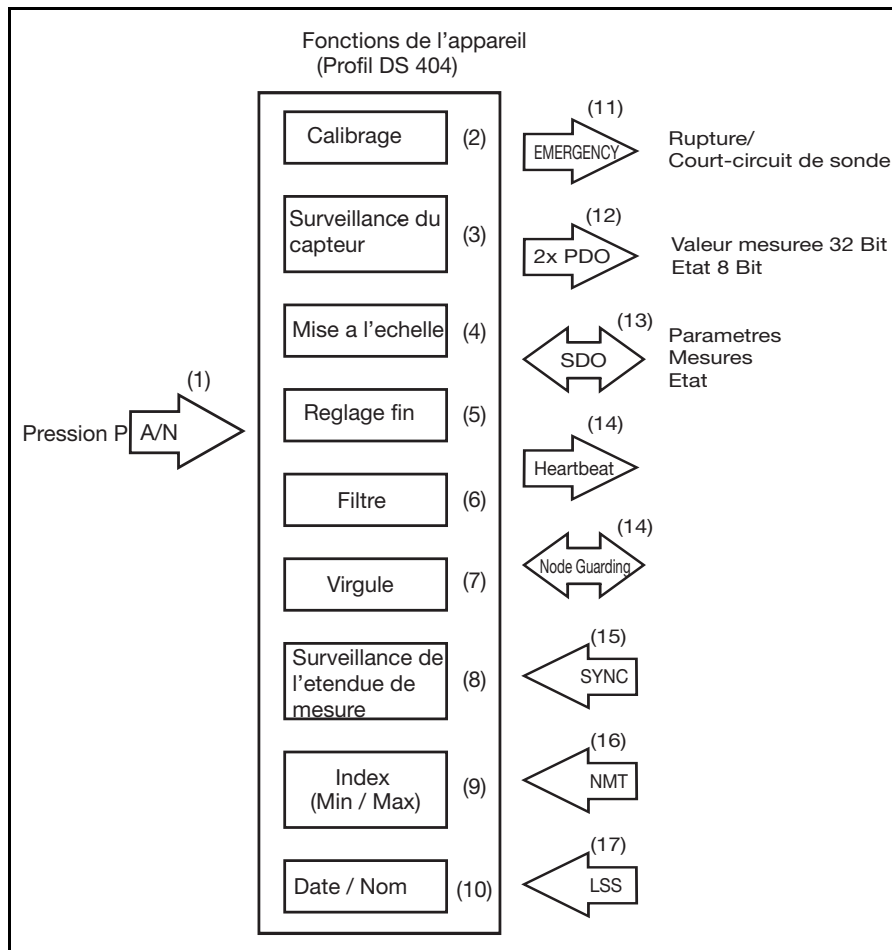 Fonctions de l'appareil
(Profil DS 404)
Pression P
A/N
(1)
Calibrage
(2)
Surveillance du
capteur
(3)
Mise a l'echelle
(4)
Reglage fin
(5)
Filtre
(6)
Virgule
(7)
Surveillance de
l'etendue de
mesure
(8)
Index
(Min / Max)
(9)
Date / Nom
(10)
(11)
EMERGENCY
Rupture/
Court-circuit de sonde
(12)
2x PDO
Valeur mesuree 32 Bit
Etat 8 Bit
(13)
SDO
Parametres
Mesures
Etat
(14)
Heartbeat
(14)
Node Guarding
(15)
SYNC
(16)
NMT
(17)
LSS